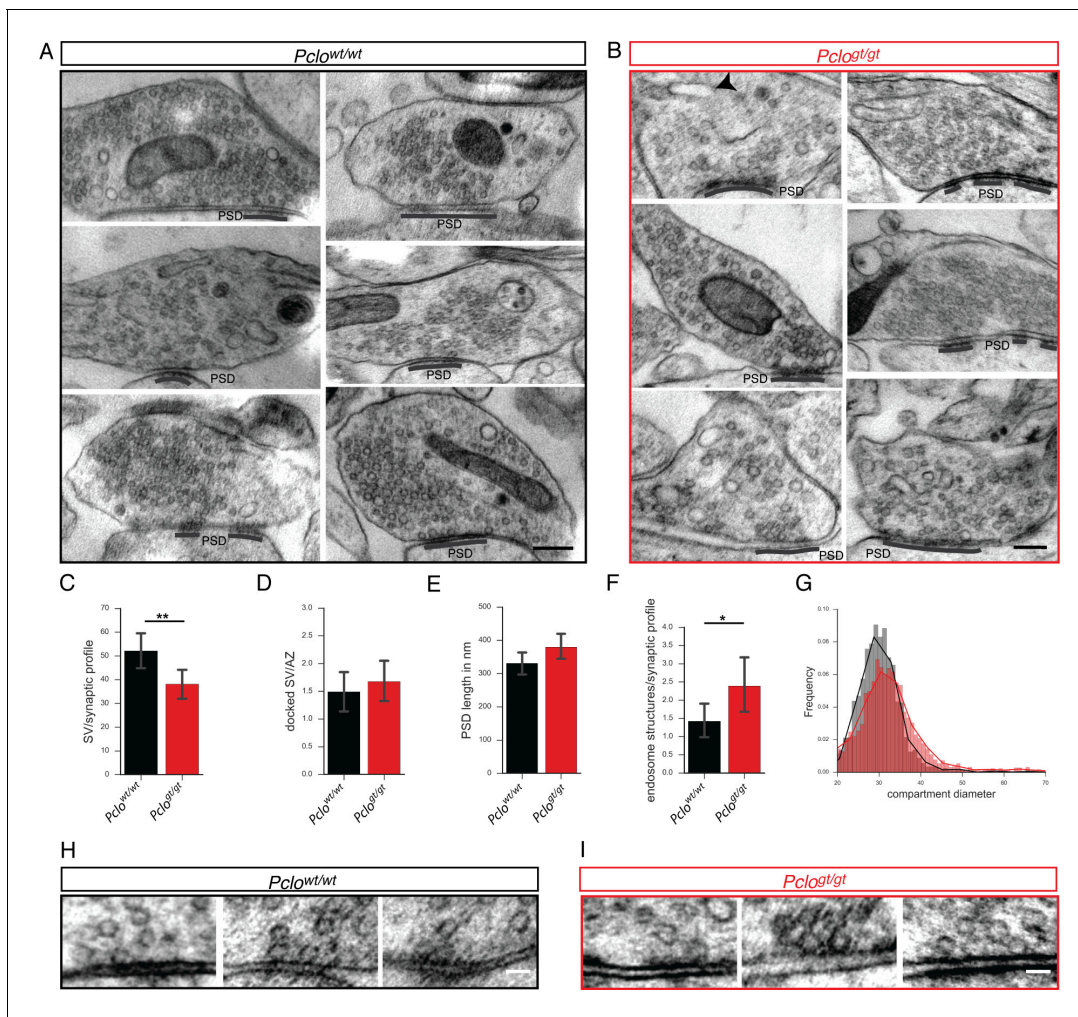 A
Pclo wt/wt
B
Pclo gt/gt
PSD
PSD
PSD
PSD
PSD
PSD
PSD
PSD
PSD
PSD
PSD
PSD
C
SV/synaptic profile
70
60
50
40
30
20
10
0
**
Pclo wt/wt
Pclo gt/gt
D
docked SV/AZ
3.0
2.5
2.0
1.5
1.0
0.5
0.0
Pclo wt/wt
Pclo gt/gt
E
PSD length in nm
500
400
300
200
100
0
Pclo wt/wt
Pclo gt/gt
F
endosome structures/synaptic profile
4.0
3.5
3.0
2.5
2.0
1.5
1.0
0.5
0.0
*
Pclo wt/wt
Pclo gt/gt
G
Frequency
0.10
0.08
0.06
0.04
0.02
0.00
20 30 40 50 60 70
compartment diameter
H
Pclo wt/wt
I
Pclo gt/gt